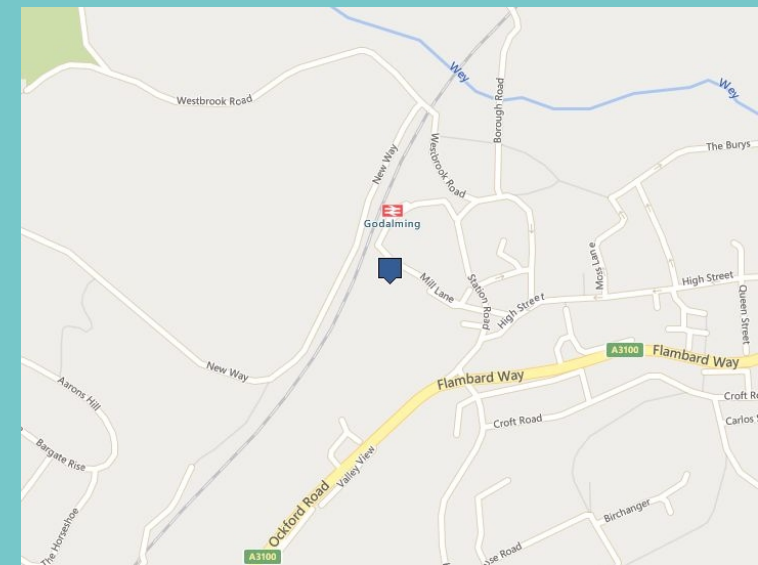 Wey
Wey
Westbrook Road
Borough Road
The Burys
New Way
Westbrook Road
Godalming
Moss Lane
Mill Lane
Station Road
High Street
High Street
Queen Street
A3100
Flambard Way
Flambard Way
New Way
Aarons Hill
Croft
Croft Road
Carlos
Bargate Rise
Valley View
The Horseshoe
Ockford Road
Birchanger
Road
A3100